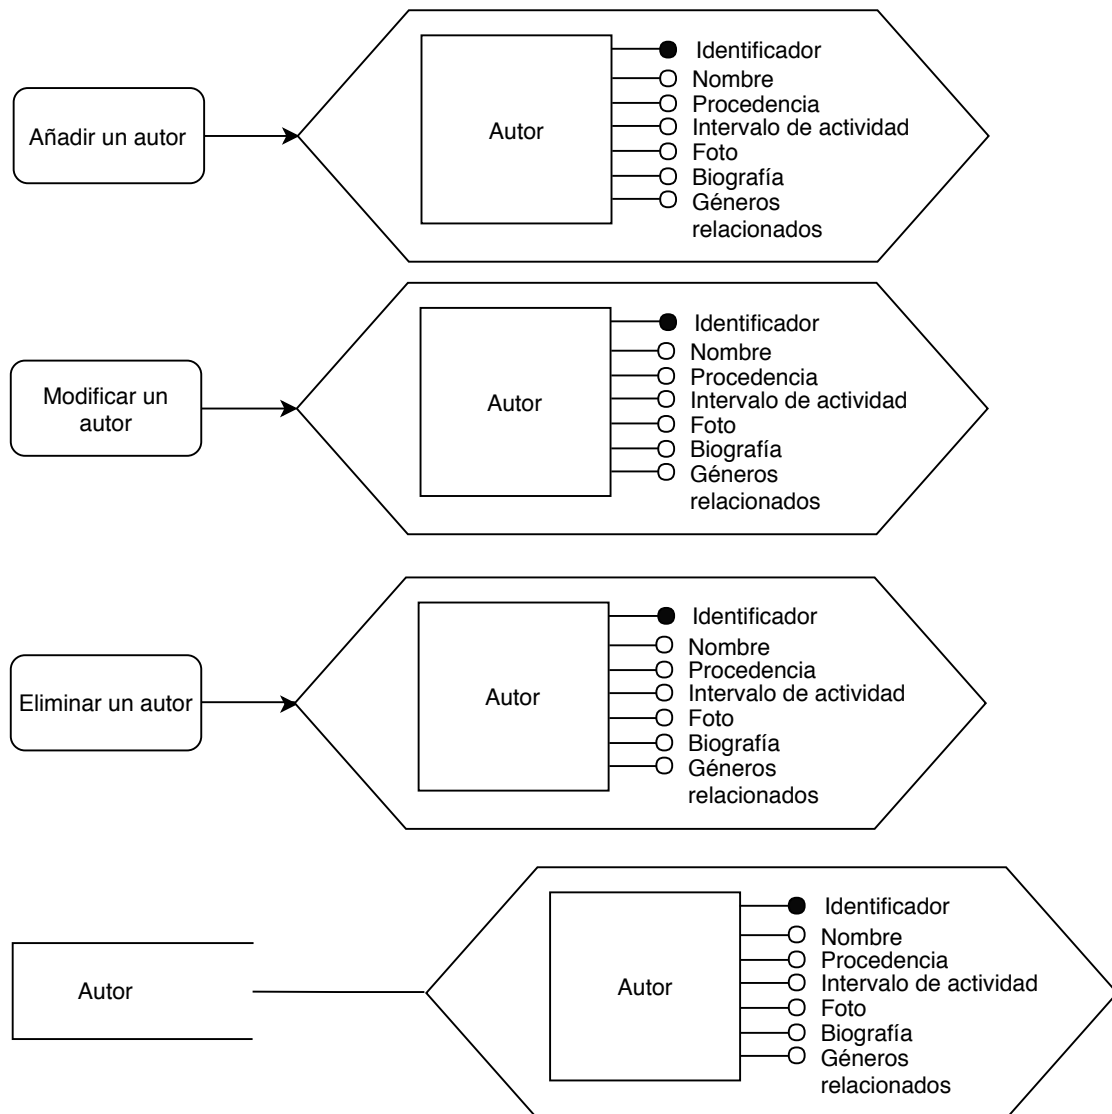 Añadir un autor
Autor
Identificador
Nombre
Procedencia
Intervalo de actividad
Foto
Biografía
Géneros
relacionados
Modificar un
autor
Autor
Identificador
Nombre
Procedencia
Intervalo de actividad
Foto
Biografía
Géneros
relacionados
Eliminar un autor
Autor
Identificador
Nombre
Procedencia
Intervalo de actividad
Foto
Biografía
Géneros
relacionados
Autor
Autor
Identificador
Nombre
Procedencia
Intervalo de actividad
Foto
Biografía
Géneros
relacionados